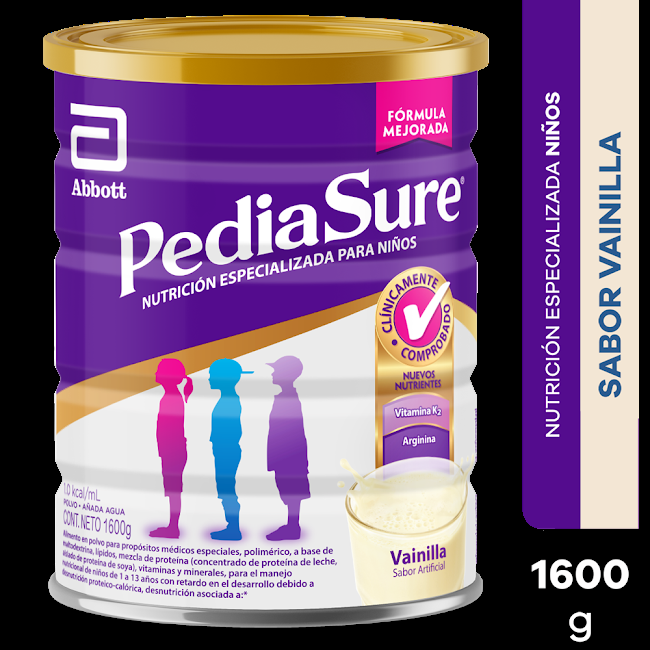 FÓRMULA
MEJORADA
Abbott
PediaSure®
NUTRICIÓN ESPECIALIZADA PARA NIÑOS
CLÍNICAMENTE
COMPROBADO
NUEVOS
NUTRIENTES
Vitamina K2
Arginina
1.0 kcal/mL
POLVO • AÑADA AGUA
CONT. NETO 1600g
Alimento en polvo para propósitos médicos especiales, polimérico, a base de
maltodextrina, lípidos, mezcla de proteína (concentrado de proteína de leche,
aislado de proteína de soya), vitaminas y minerales, para el manejo
nutricional de niños de 1 a 13 años con retardo en el desarrollo debido a
desnutrición proteico-calórica, desnutrición asociada a:*
Vainilla
Sabor Artificial
NUTRICIÓN ESPECIALIZADA NIÑOS
SABOR VAINILLA
1600
g